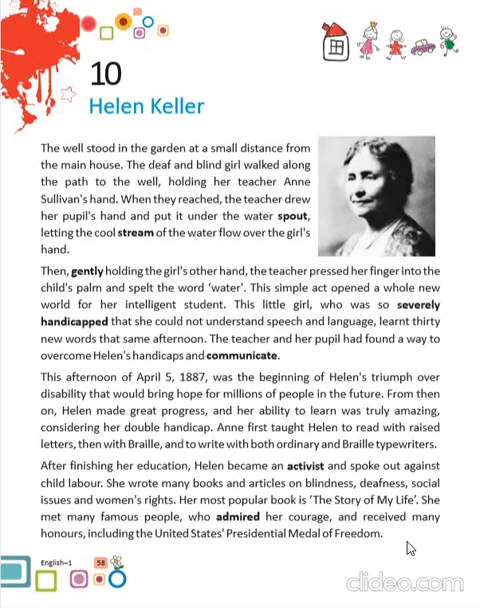 10
Helen Keller
The well stood in the garden at a small distance from
the main house. The deaf and blind girl walked along
the path to the well, holding her teacher Anne
Sullivan's hand. When they reached, the teacher drew
her pupil's hand and put it under the water spout,
letting the cool stream of the water flow over the girl's
hand.
Then, gently holding the girl's other hand, the teacher pressed her finger into the
child's palm and spelt the word 'water'. This simple act opened a whole new
world for her intelligent student. This little girl, who was so severely
handicapped that she could not understand speech and language, learnt thirty
new words that same afternoon. The teacher and her pupil had found a way to
overcome Helen's handicaps and communicate.
This afternoon of April 5, 1887, was the beginning of Helen's triumph over
disability that would bring hope for millions of people in the future. From then
on, Helen made great progress, and her ability to learn was truly amazing,
considering her double handicap. Anne first taught Helen to read with raised
letters, then with Braille, and to write with both ordinary and Braille typewriters.
After finishing her education, Helen became an activist and spoke out against
child labour. She wrote many books and articles on blindness, deafness, social
issues and women's rights. Her most popular book is 'The Story of My Life'. She
met many famous people, who admired her courage, and received many
honours, including the United States' Presidential Medal of Freedom.
English–1
58
clideo.com